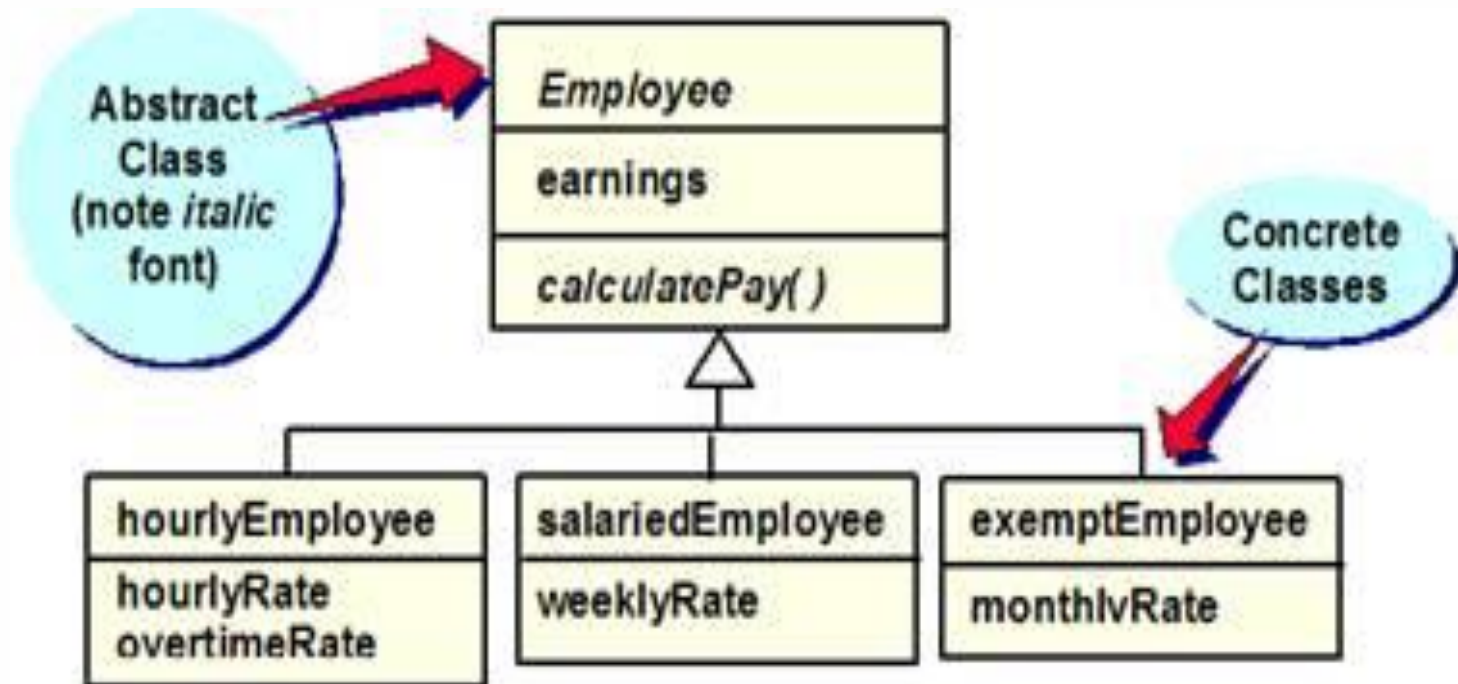 Abstract
Class
(note italic
font)
Employee
earnings
calculatePay( )
Concrete
Classes
hourlyEmployee
hourlyRate
overtimeRate
salariedEmployee
weeklyRate
exemptEmployee
monthlyRate